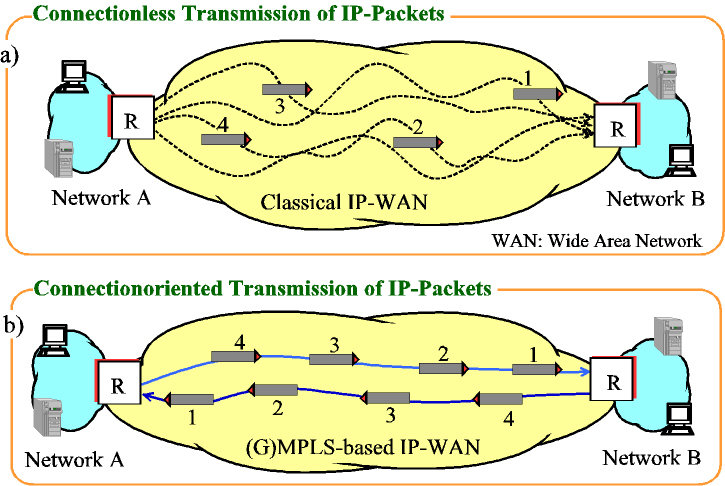 Connectionless Transmission of IP-Packets
a)
1
3
R
R
4
2
Network A
Classical IP-WAN
Network B
WAN: Wide Area Network
Connectionoriented Transmission of IP-Packets
b)
4
3
2
1
R
R
1
2
3
4
Network A
(G)MPLS-based IP-WAN
Network B